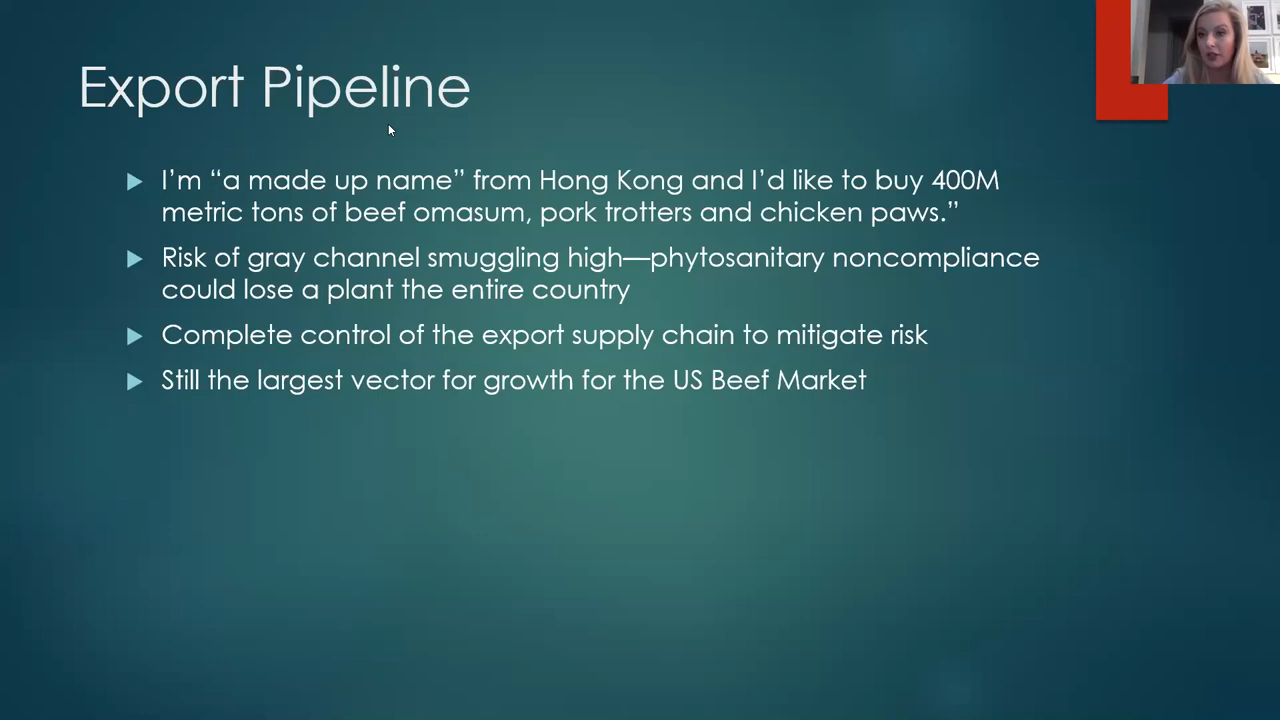 Export Pipeline
I’m “a made up name” from Hong Kong and I’d like to buy 400M
metric tons of beef omasum, pork trotters and chicken paws.”
Risk of gray channel smuggling high—phytosanitary noncompliance
could lose a plant the entire country
Complete control of the export supply chain to mitigate risk
Still the largest vector for growth for the US Beef Market